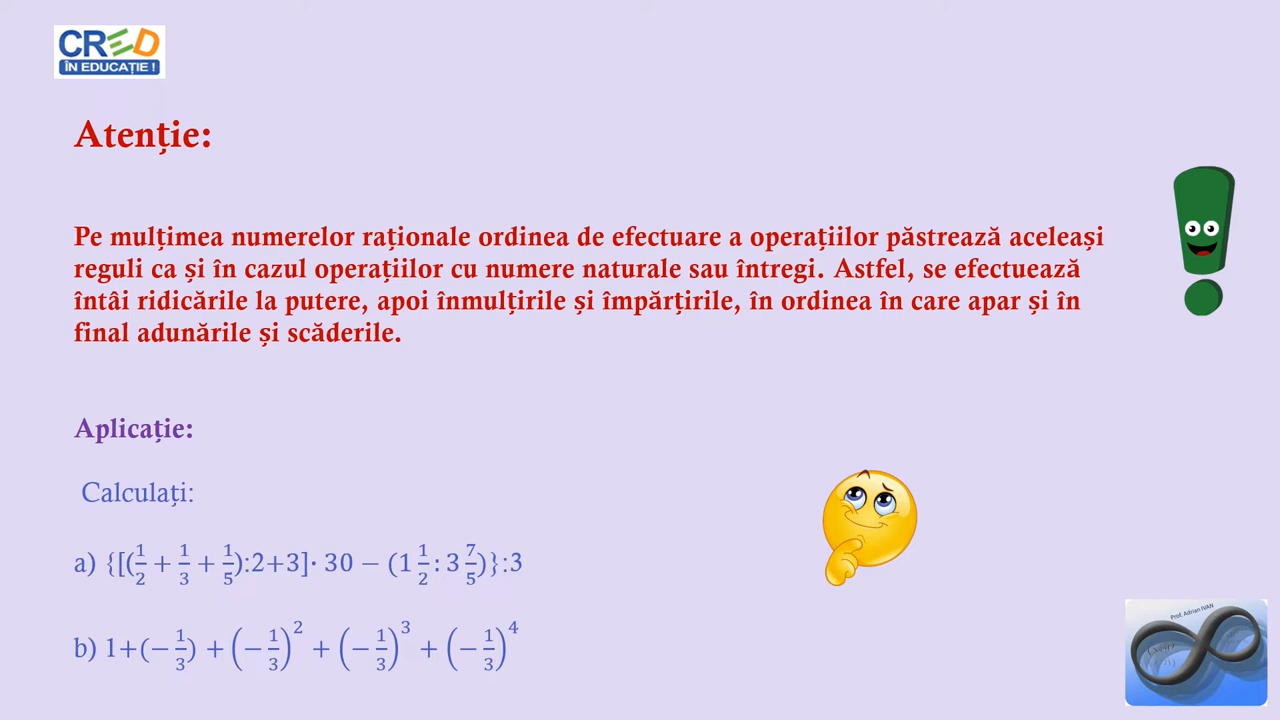 CRED
ÎN EDUCAȚIE !
Atenție:
Pe mulțimea numerelor raționale ordinea de efectuare a operațiilor păstrează aceleași
reguli ca și în cazul operațiilor cu numere naturale sau întregi. Astfel, se efectuează
întâi ridicările la putere, apoi înmulțirile și împărțirile, în ordinea în care apar și în
final adunările și scăderile.
Aplicație:
Calculați:
a) {[(1/2 + 1/3 + 1/5):2+3]· 30 − (1 1/2 : 3 7/5)}:3
b) 1+(− 1/3) + (− 1/3)² + (− 1/3)³ + (− 1/3)⁴
Prof. Adrian IVAN